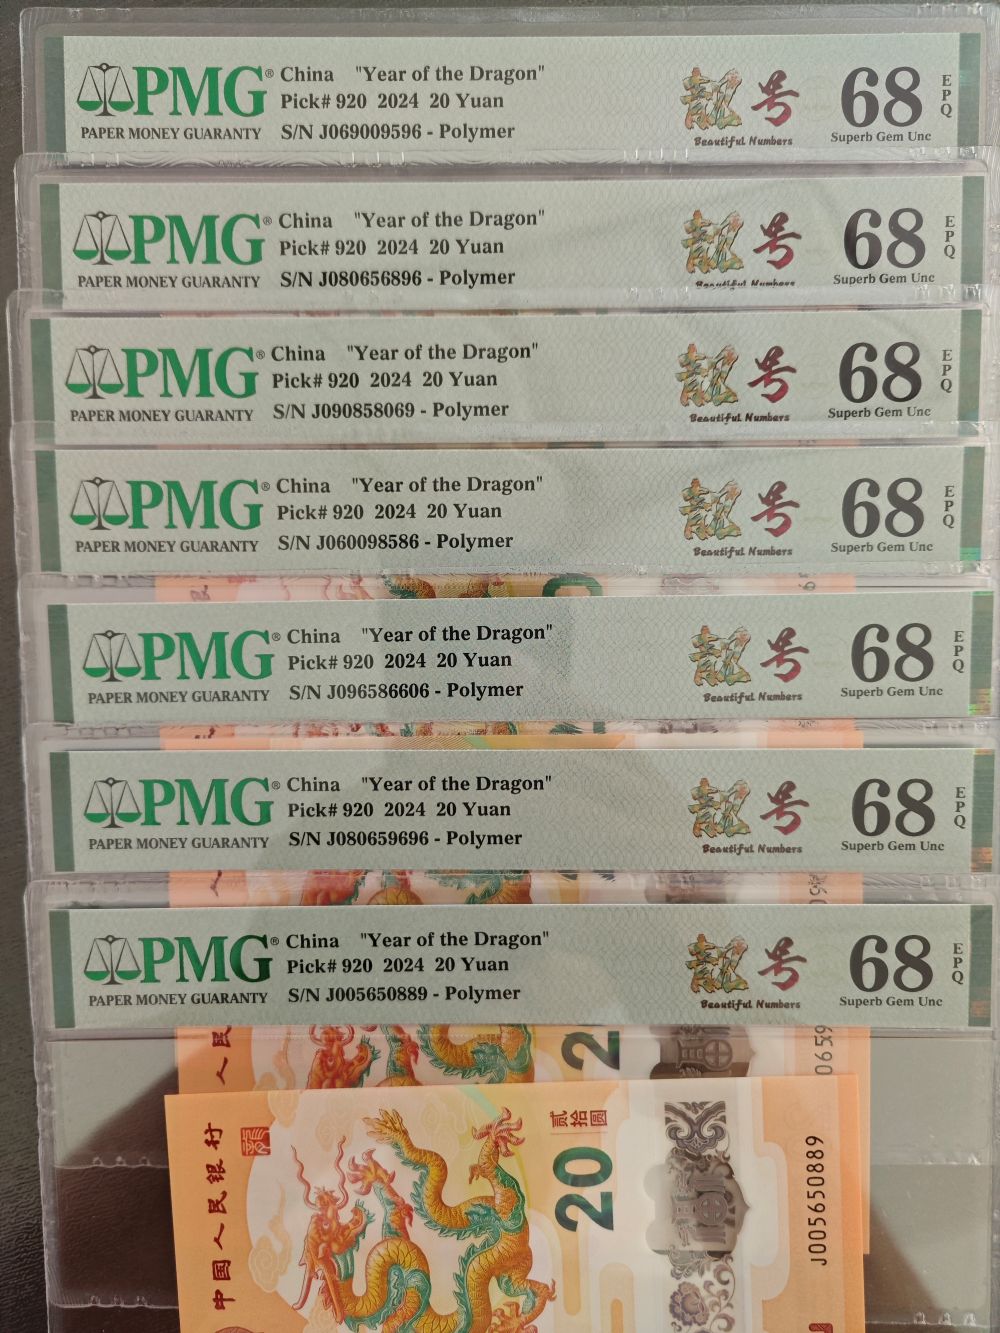 PMG® China "Year of the Dragon"
Pick# 920 2024 20 Yuan
PAPER MONEY GUARANTY S/N J069009596 - Polymer
靓号
Beautiful Numbers
68 EPQ
Superb Gem Unc
PMG® China "Year of the Dragon"
Pick# 920 2024 20 Yuan
PAPER MONEY GUARANTY S/N J080656896 - Polymer
靓号
Beautiful Numbers
68 EPQ
Superb Gem Unc
PMG® China "Year of the Dragon"
Pick# 920 2024 20 Yuan
PAPER MONEY GUARANTY S/N J090858069 - Polymer
靓号
Beautiful Numbers
68 EPQ
Superb Gem Unc
PMG® China "Year of the Dragon"
Pick# 920 2024 20 Yuan
PAPER MONEY GUARANTY S/N J060098586 - Polymer
靓号
Beautiful Numbers
68 EPQ
Superb Gem Unc
PMG® China "Year of the Dragon"
Pick# 920 2024 20 Yuan
PAPER MONEY GUARANTY S/N J096586606 - Polymer
靓号
Beautiful Numbers
68 EPQ
Superb Gem Unc
PMG® China "Year of the Dragon"
Pick# 920 2024 20 Yuan
PAPER MONEY GUARANTY S/N J080659696 - Polymer
靓号
Beautiful Numbers
68 EPQ
Superb Gem Unc
PMG® China "Year of the Dragon"
Pick# 920 2024 20 Yuan
PAPER MONEY GUARANTY S/N J005650889 - Polymer
靓号
Beautiful Numbers
68 EPQ
Superb Gem Unc
中国人民银行
贰拾圆
20
J005650889